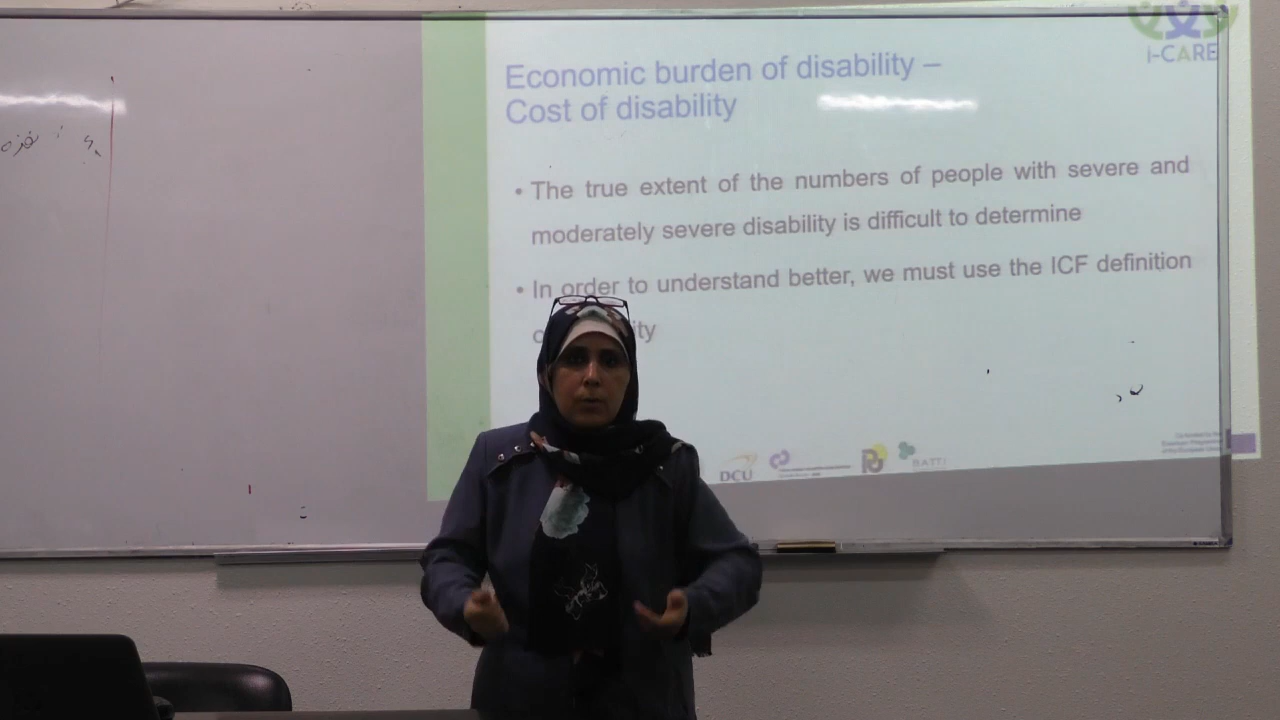 i-CARE
Economic burden of disability –
Cost of disability
• The true extent of the numbers of people with severe and
moderately severe disability is difficult to determine
• In order to understand better, we must use the ICF definition
ity
DCU
BATTI